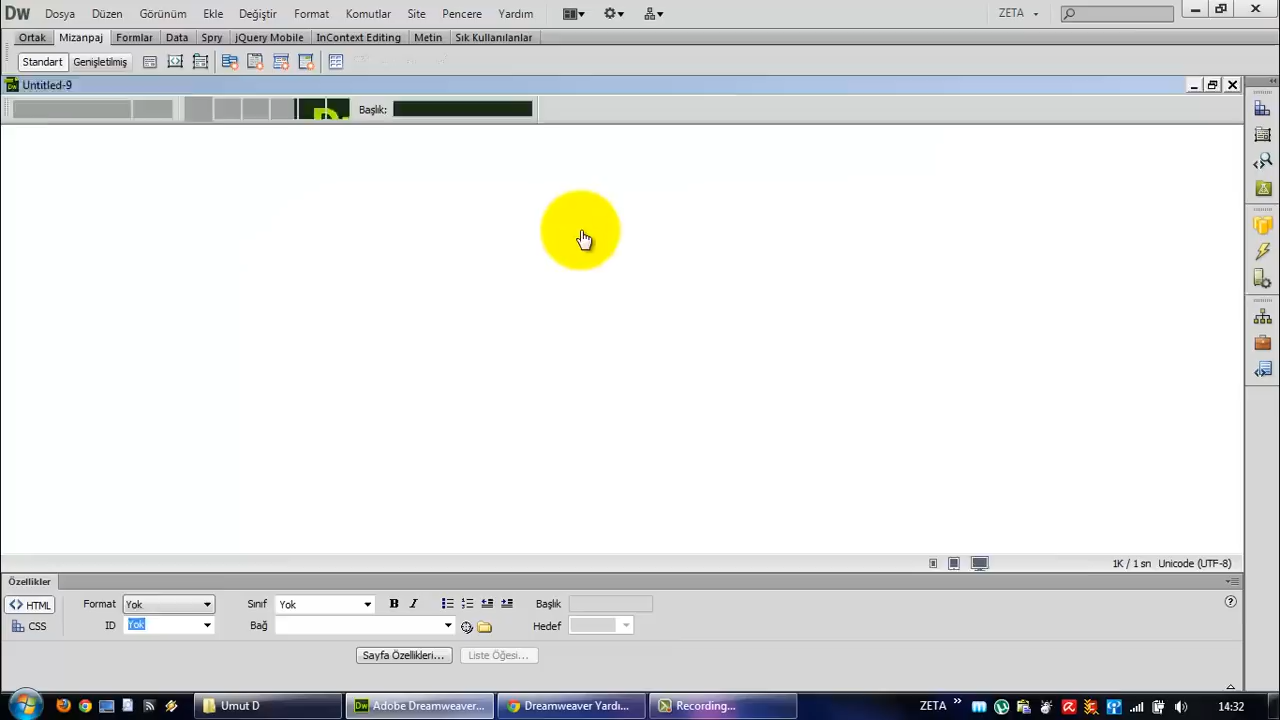 Dw Dosya Düzen Görünüm Ekle Değiştir Format Komutlar Site Pencere Yardım ZETA
Ortak Mizanpaj Formlar Data Spry jQuery Mobile InContext Editing Metin Sık Kullanılanlar
Standart Genişletilmiş
Untitled-9
Başlık:
1K / 1 sn Unicode (UTF-8)
Özellikler
HTML Format Yok Sınıf Yok B I Başlık
CSS ID Yok Bağ Hedef
Sayfa Özellikleri... Liste Öğesi...
Umut D Dw Adobe Dreamweaver... Dreamweaver Yardı... Recording... ZETA 14:32